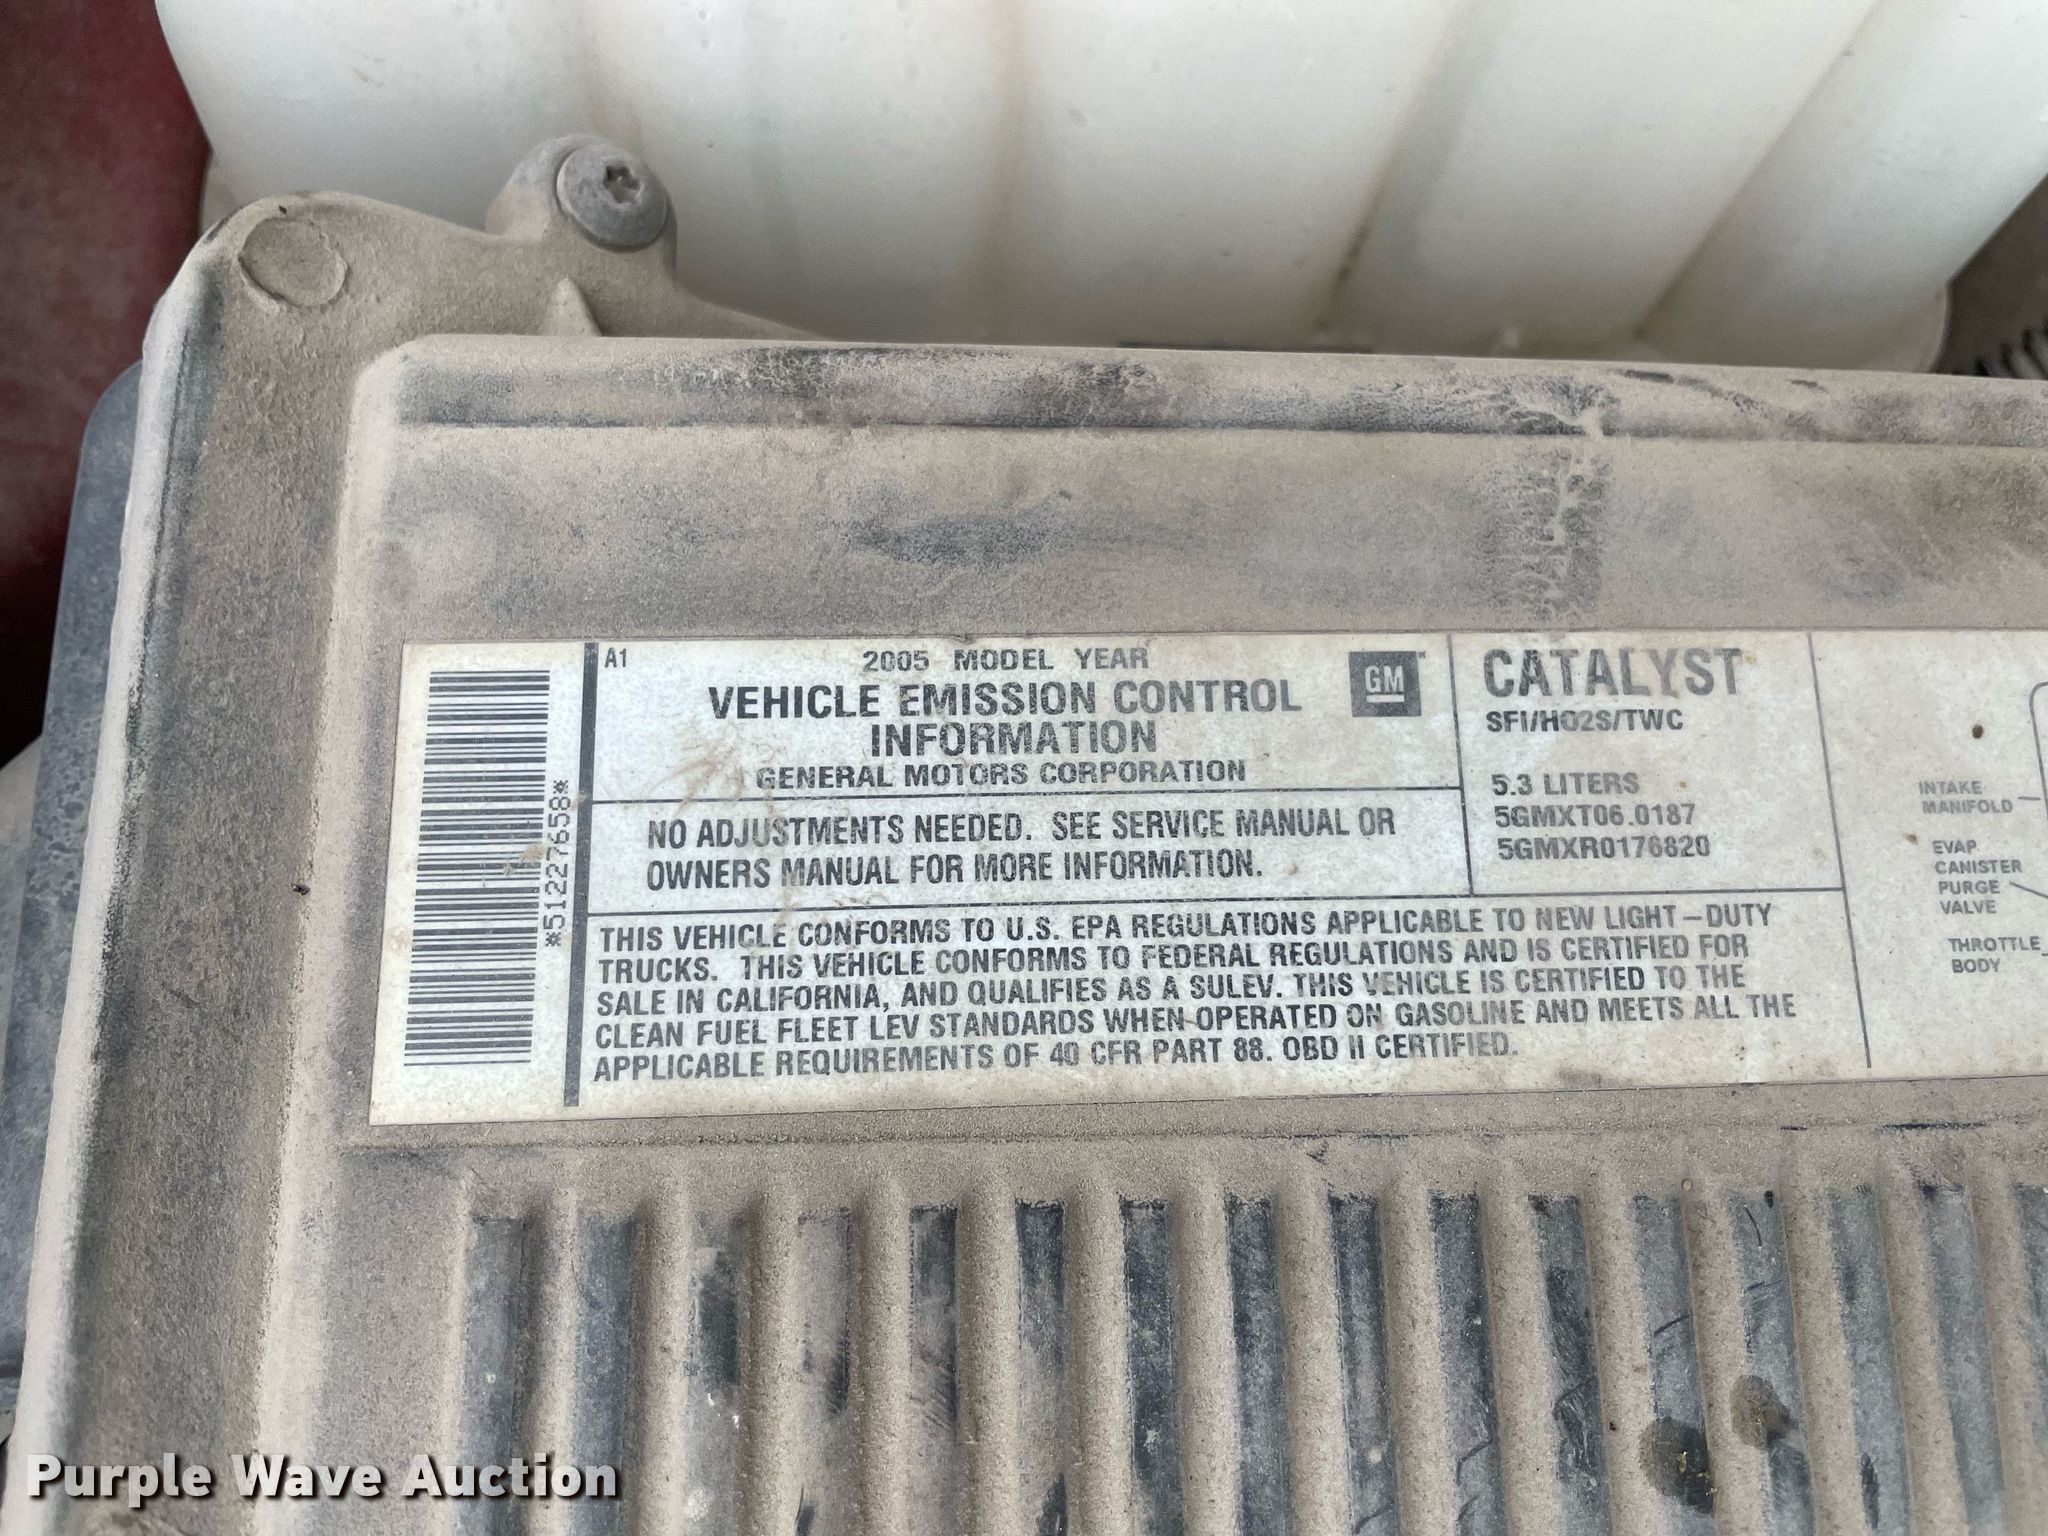 A1
2005 MODEL YEAR
VEHICLE EMISSION CONTROL
INFORMATION
GENERAL MOTORS CORPORATION
GM
NO ADJUSTMENTS NEEDED. SEE SERVICE MANUAL OR
OWNERS MANUAL FOR MORE INFORMATION.
CATALYST
SFI/HO2S/TWC
5.3 LITERS
5GMXT06.0187
5GMXR0176820
THIS VEHICLE CONFORMS TO U.S. EPA REGULATIONS APPLICABLE TO NEW LIGHT-DUTY
TRUCKS. THIS VEHICLE CONFORMS TO FEDERAL REGULATIONS AND IS CERTIFIED FOR
SALE IN CALIFORNIA, AND QUALIFIES AS A SULEV. THIS VEHICLE IS CERTIFIED TO THE
CLEAN FUEL FLEET LEV STANDARDS WHEN OPERATED ON GASOLINE AND MEETS ALL THE
APPLICABLE REQUIREMENTS OF 40 CFR PART 88. OBD II CERTIFIED.
*512227658*
INTAKE
MANIFOLD
EVAP
CANISTER
PURGE
VALVE
THROTTLE
BODY
Purple Wave Auction